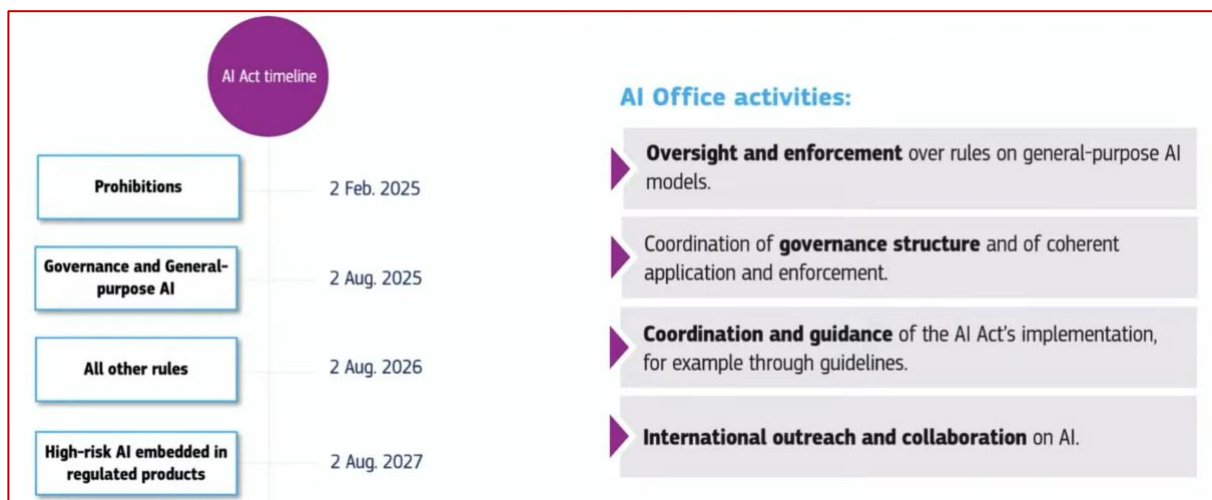 AI Act timeline
Prohibitions
2 Feb. 2025
Governance and General-
purpose AI
2 Aug. 2025
All other rules
2 Aug. 2026
High-risk AI embedded in
regulated products
2 Aug. 2027
AI Office activities:
Oversight and enforcement over rules on general-purpose AI
models.
Coordination of governance structure and of coherent
application and enforcement.
Coordination and guidance of the AI Act's implementation,
for example through guidelines.
International outreach and collaboration on AI.